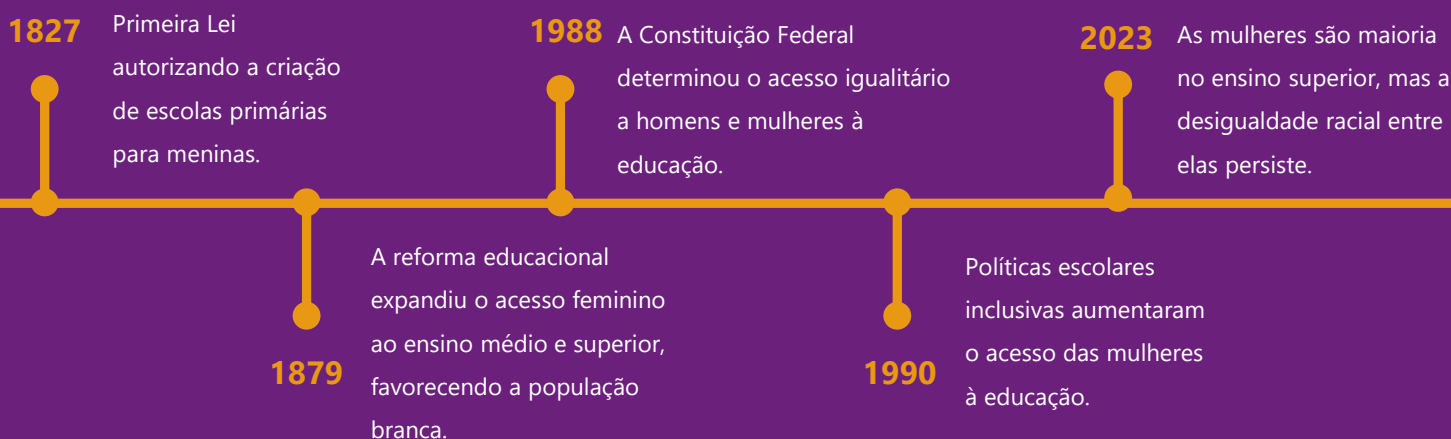 1827
Primeira Lei
autorizando a criação
de escolas primárias
para meninas.
1879
A reforma educacional
expandiu o acesso feminino
ao ensino médio e superior,
favorecendo a população
branca.
1988
A Constituição Federal
determinou o acesso igualitário
a homens e mulheres à
educação.
1990
Políticas escolares
inclusivas aumentaram
o acesso das mulheres
à educação.
2023
As mulheres são maioria
no ensino superior, mas a
desigualdade racial entre
elas persiste.